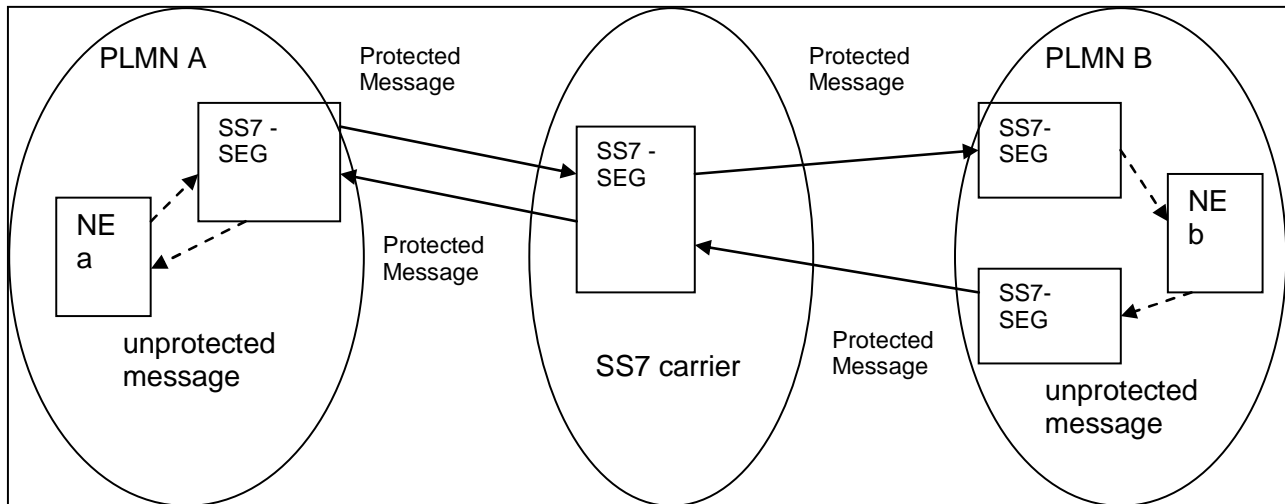 PLMN A
Protected
Message
Protected
Message
PLMN B
SS7 -
SEG
SS7 -
SEG
SS7-
SEG
NE
a
NE
b
Protected
Message
SS7-
SEG
unprotected
message
SS7 carrier
Protected
Message
unprotected
message